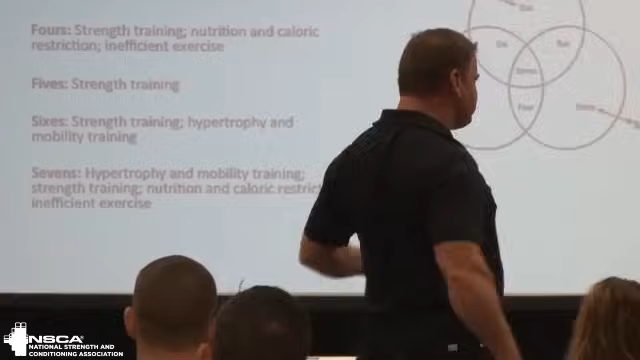 Fours: Strength training; nutrition and caloric
restriction; inefficient exercise
Fives: Strength training
Sixes: Strength training; hypertrophy and
mobility training
Sevens: Hypertrophy and mobility training;
strength training; nutrition and caloric restrict
inefficient exercise
Six
Two
Four
NSCA
NATIONAL STRENGTH AND
CONDITIONING ASSOCIATION